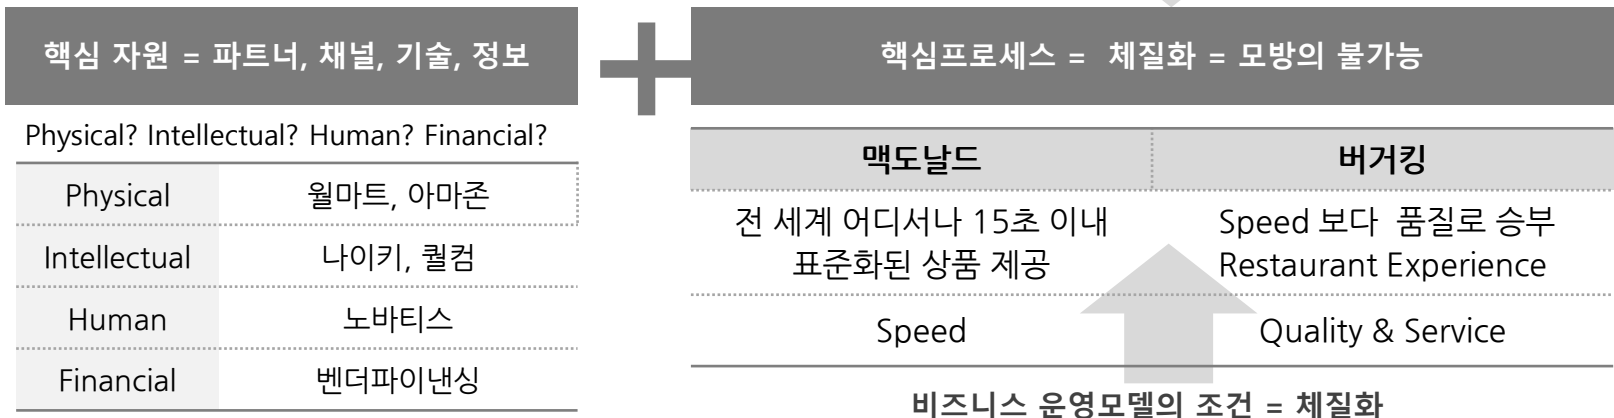 핵심 자원 = 파트너, 채널, 기술, 정보
Physical? Intellectual? Human? Financial?
Physical 월마트, 아마존
Intellectual 나이키, 퀄컴
Human 노바티스
Financial 벤더파이낸싱
핵심프로세스 = 체질화 = 모방의 불가능
맥도날드 버거킹
전 세계 어디서나 15초 이내 Speed 보다 품질로 승부
표준화된 상품 제공 Restaurant Experience
Speed Quality & Service
비즈니스 운영모델의 조건 = 체질화